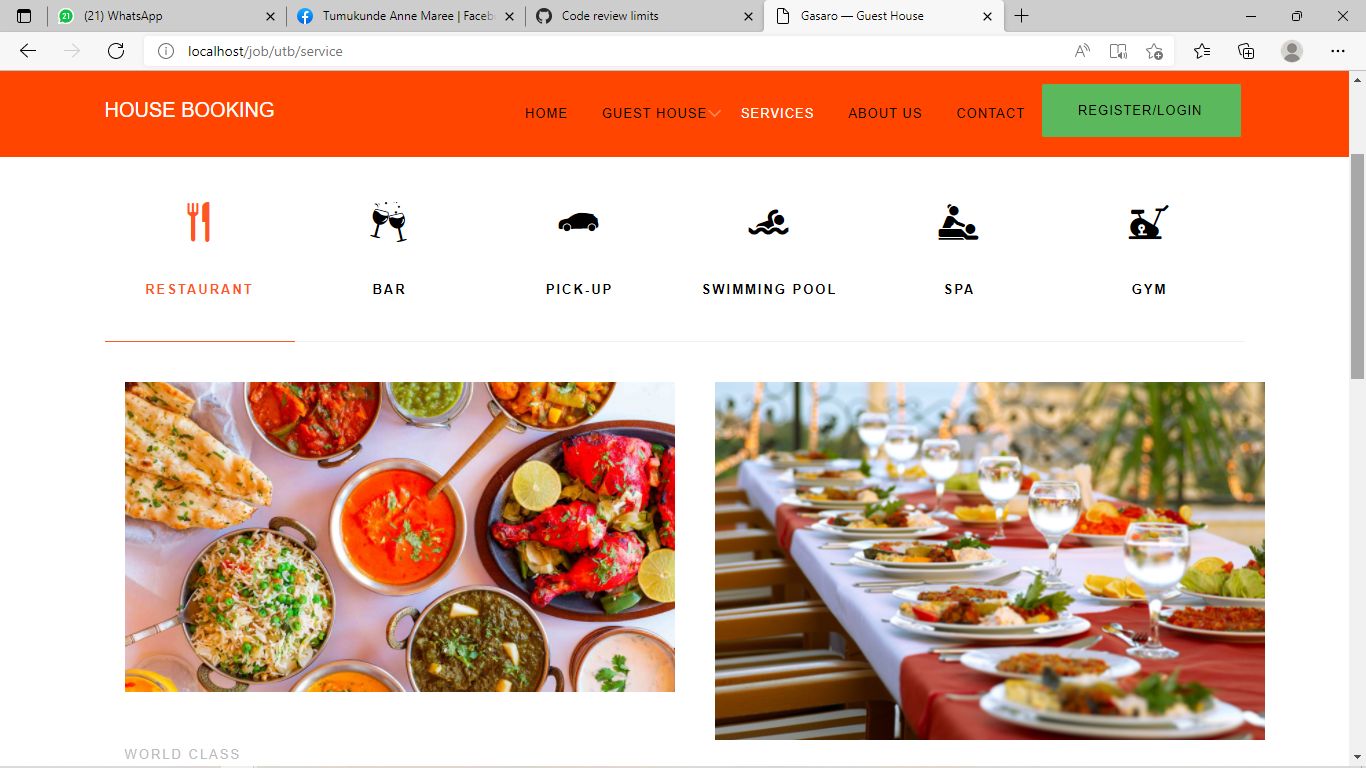 (21) WhatsApp
Tumukunde Anne Maree | Faceb
Code review limits
Gasaro — Guest House
localhost/job/utb/service
HOUSE BOOKING
HOME
GUEST HOUSE
SERVICES
ABOUT US
CONTACT
REGISTER/LOGIN
RESTAURANT
BAR
PICK-UP
SWIMMING POOL
SPA
GYM
WORLD CLASS